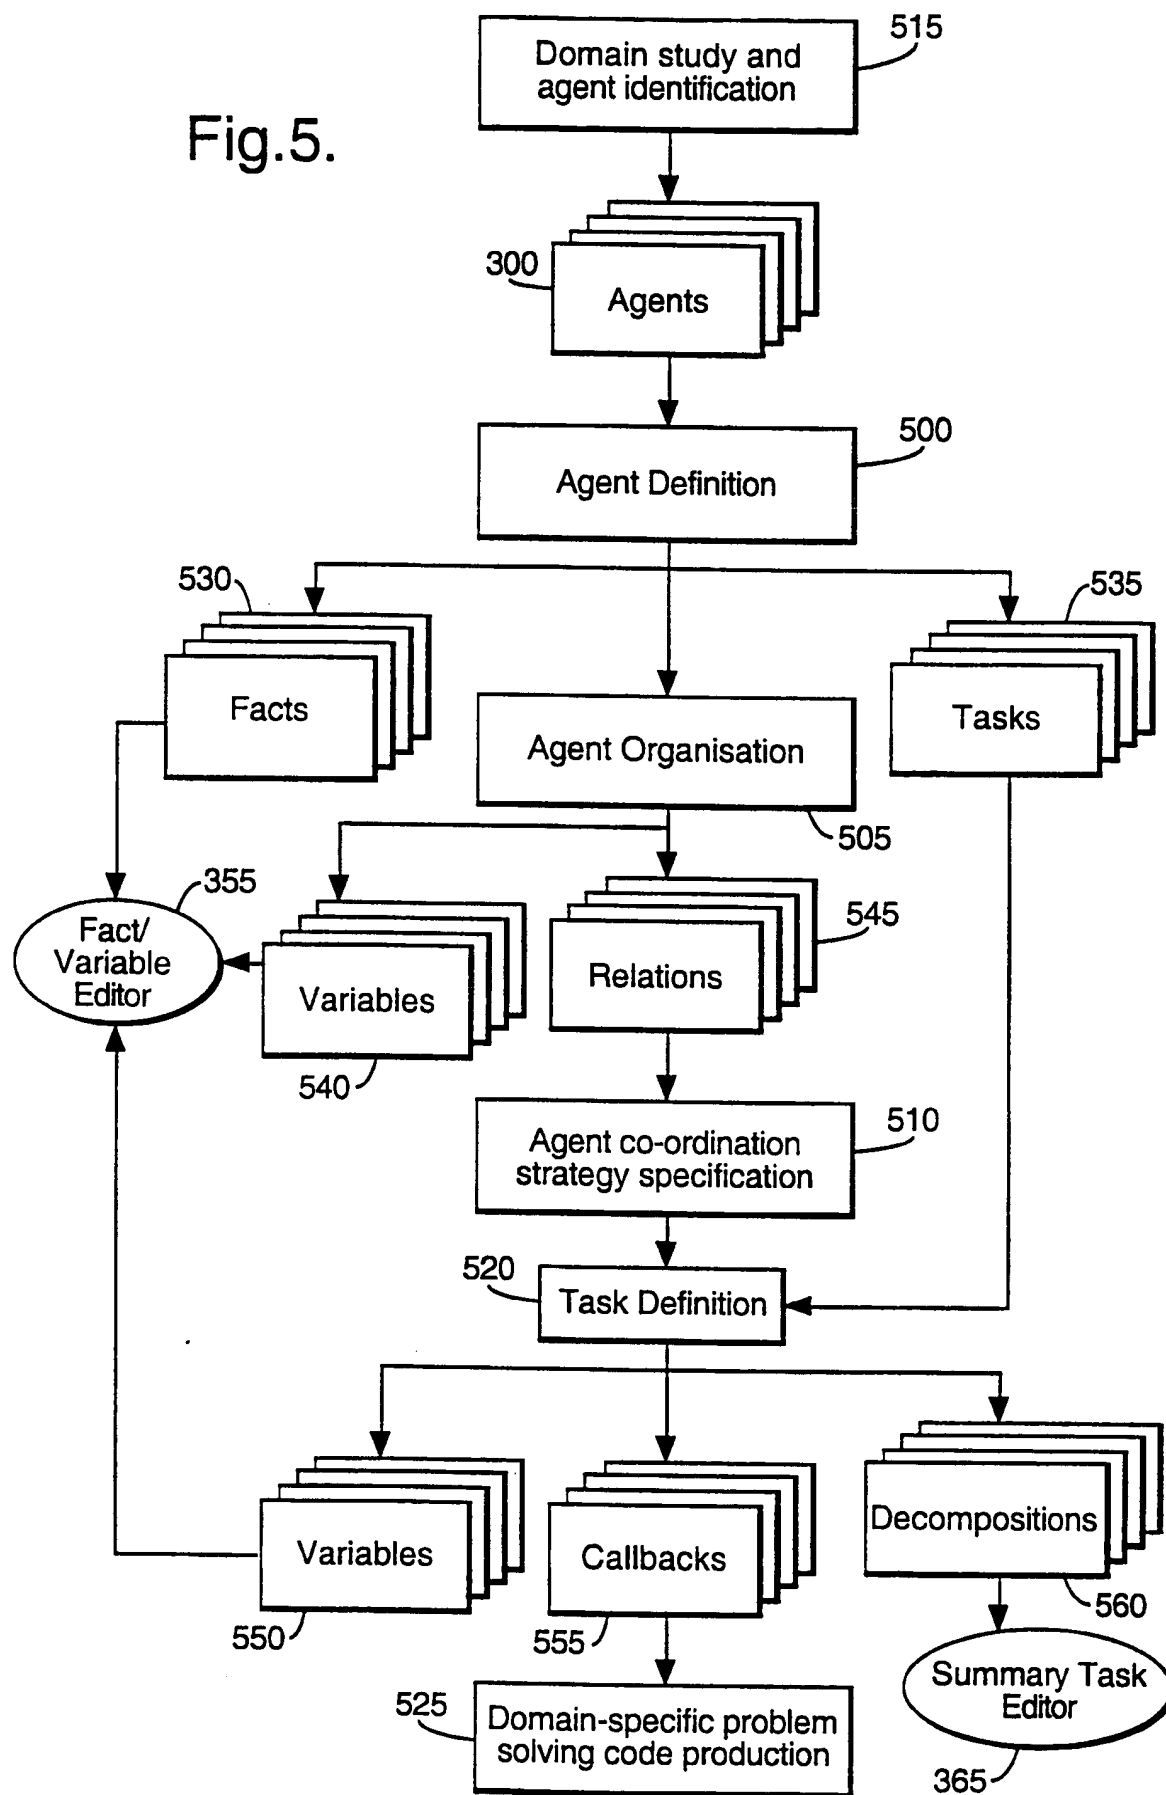 515
Domain study and
agent identification
Fig.5.
300
Agents
500
Agent Definition
530
535
Facts
Tasks
Agent Organisation
505
355
Fact/
Variable
Editor
545
Variables
Relations
540
510
Agent co-ordination
strategy specification
520
Task Definition
Decompositions
Variables
Callbacks
560
550
555
Summary Task
Editor
525
Domain-specific problem
solving code production
365